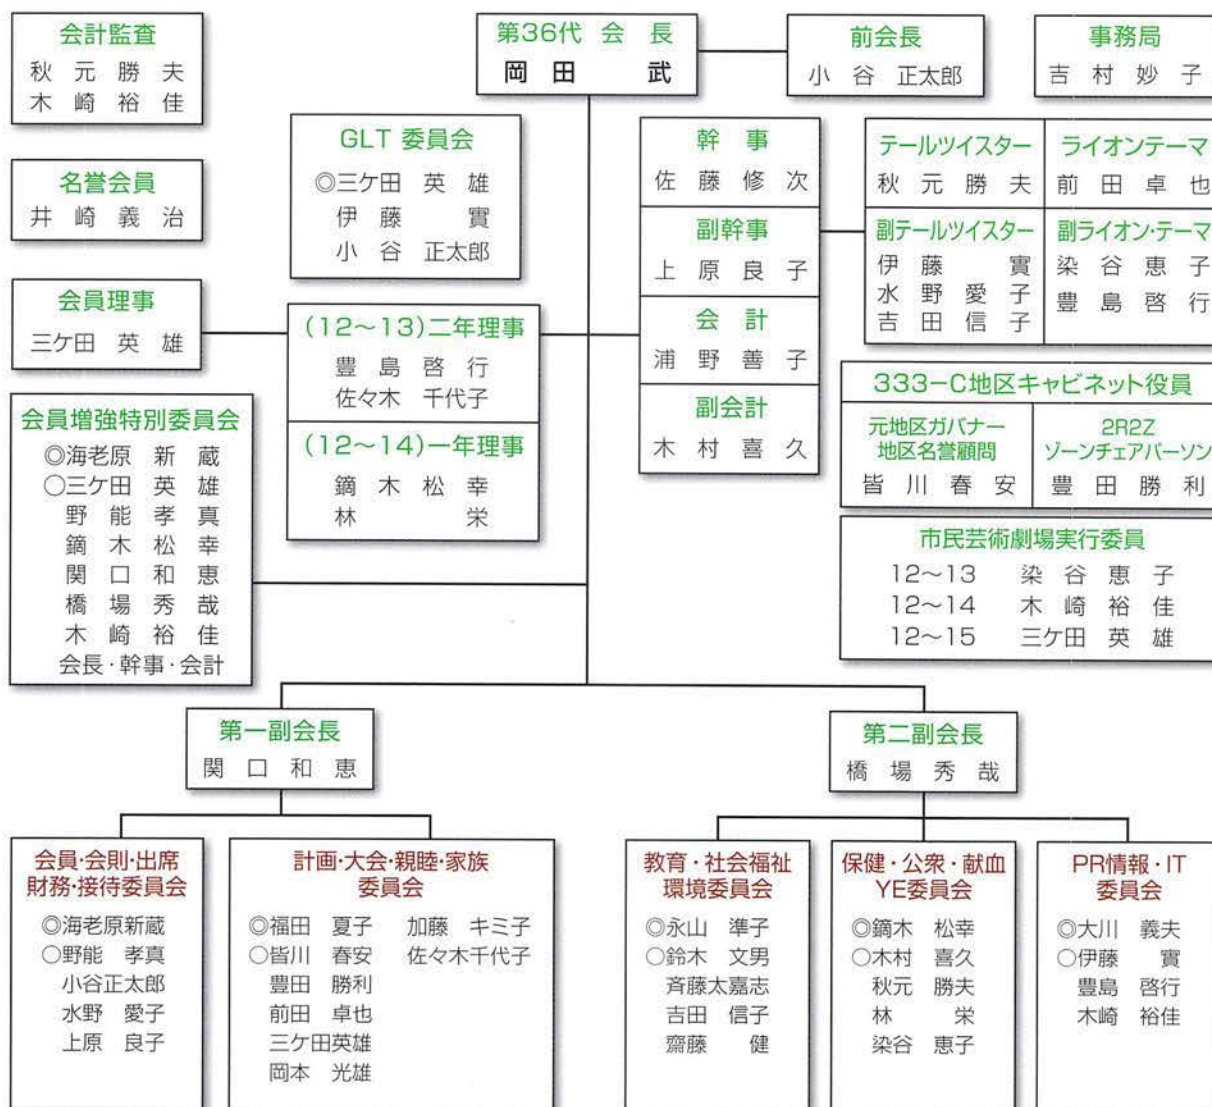 会計監査
秋元勝夫
木崎裕佳
第36代 会長
岡田 武
前会長
小谷 正太郎
事務局
吉村妙子
GLT 委員会
◎三ケ田 英雄
伊藤 實
小谷 正太郎
幹事
佐藤修次
副幹事
上原良子
会計
浦野善子
副会計
木村喜久
テールツイスター
秋元勝夫
ライオンテーマ
前田卓也
副テールツイスター
伊藤 實
水野愛子
吉田信子
副ライオン・テーマ
染谷恵子
豊島啓行
名誉会員
井崎義治
会員理事
三ケ田 英雄
(12〜13)二年理事
豊島啓行
佐々木 千代子
(12〜14)一年理事
鏑木松幸
林 栄
会員増強特別委員会
◎海老原 新蔵
○三ケ田 英雄
野能孝真
鏑木松幸
関口和恵
橋場秀哉
木崎裕佳
会長・幹事・会計
333−C地区キャビネット役員
元地区ガバナー
地区名誉顧問
皆川春安
2R2Z
ゾーンチェアパーソン
豊田勝利
市民芸術劇場実行委員
12〜13 染谷恵子
12〜14 木崎裕佳
12〜15 三ケ田 英雄
第一副会長
関口和恵
第二副会長
橋場秀哉
会員・会則・出席
財務・接待委員会
◎海老原新蔵
○野能 孝真
小谷正太郎
水野 愛子
上原 良子
計画・大会・親睦・家族
委員会
◎福田 夏子 加藤 キミ子
○皆川 春安 佐々木千代子
豊田 勝利
前田 卓也
三ケ田英雄
岡本 光雄
教育・社会福祉
環境委員会
◎永山 準子
○鈴木 文男
斉藤太嘉志
吉田 信子
齋藤 健
保健・公衆・献血
YE委員会
◎鏑木 松幸
○木村 喜久
秋元 勝夫
林 栄
染谷 恵子
PR情報・IT
委員会
◎大川 義夫
○伊藤 實
豊島 啓行
木崎 裕佳